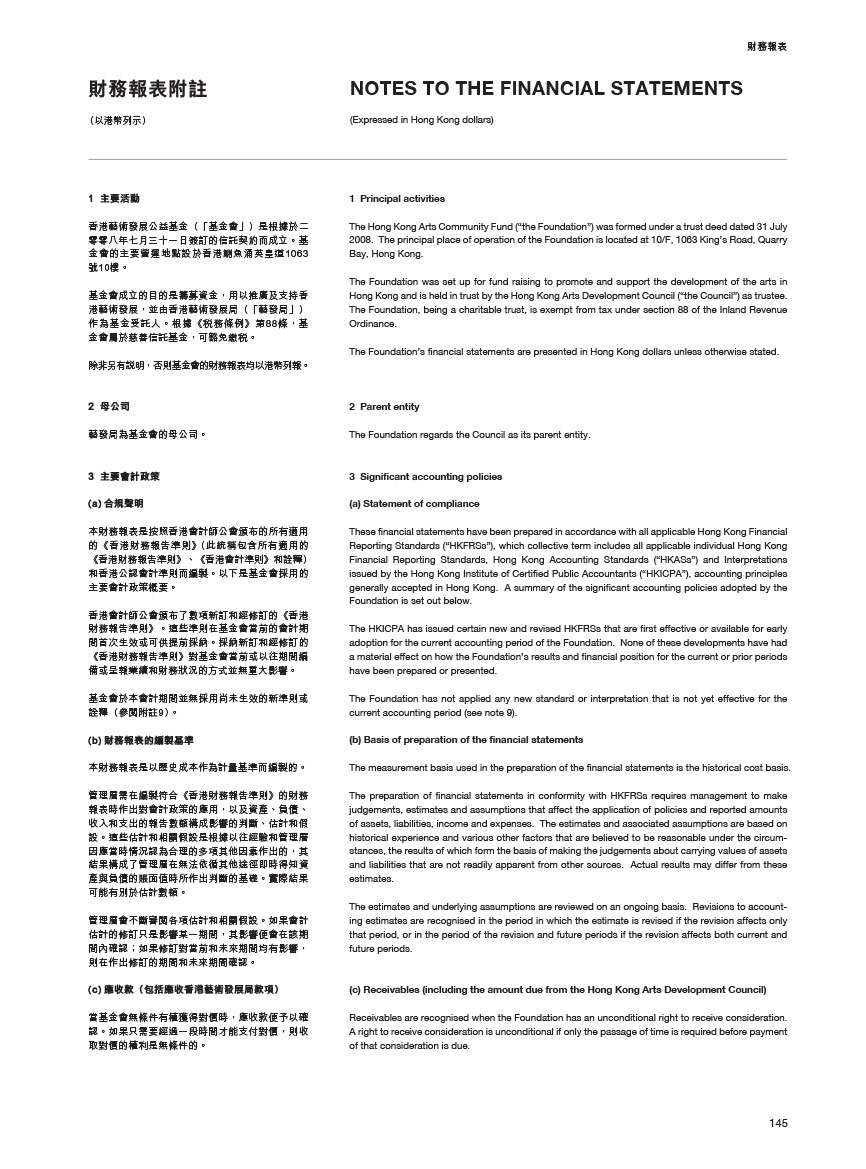 財務報表
財務報表附註
（以港幣列示）
1 主要活動
香港藝術發展公益基金（「基金會」）是根據於二
零零八年七月三十一日簽訂的信託契約而成立。基
金會的主要營運地點設於香港鰂魚涌英皇道1063
號10樓。
基金會成立的目的是籌募資金，用以推廣及支持香
港藝術發展，並由香港藝術發展局（「藝發局」）
作為基金受託人。根據《稅務條例》第88條，基
金會屬於慈善信託基金，可豁免繳稅。
除非另有說明，否則基金會的財務報表均以港幣列報。
2 母公司
藝發局為基金會的母公司。
3 主要會計政策
(a) 合規聲明
本財務報表是按照香港會計師公會頒布的所有適用
的《香港財務報告準則》（此統稱包含所有適用的
《香港財務報告準則》、《香港會計準則》和詮釋）
和香港公認會計準則而編製。以下是基金會採用的
主要會計政策概要。
香港會計師公會頒布了數項新訂和經修訂的《香港
財務報告準則》。這些準則在基金會當前的會計期
間首次生效或可供提前採納。採納新訂和經修訂的
《香港財務報告準則》對基金會當前或以往期間編
備或呈報業績和財務狀況的方式並無重大影響。
基金會於本會計期間並無採用尚未生效的新準則或
詮釋（參閱附註9）。
(b) 財務報表的編製基準
本財務報表是以歷史成本作為計量基準而編製的。
管理層需在編製符合《香港財務報告準則》的財務
報表時作出對會計政策的應用，以及資產、負債、
收入和支出的報告數額構成影響的判斷、估計和假
設。這些估計和相關假設是根據以往經驗和管理層
因應當時情況認為合理的多項其他因素作出的，其
結果構成了管理層在無法依循其他途徑即時得知資
產與負債的賬面值時所作出判斷的基礎。實際結果
可能有別於估計數額。
管理層會不斷審閱各項估計和相關假設。如果會計
估計的修訂只是影響某一期間，其影響便會在該期
間內確認；如果修訂對當前和未來期間均有影響，
則在作出修訂的期間和未來期間確認。
(c) 應收款（包括應收香港藝術發展局款項）
當基金會無條件有權獲得對價時，應收款便予以確
認。如果只需要經過一段時間才能支付對價，則收
取對價的權利是無條件的。
NOTES TO THE FINANCIAL STATEMENTS
(Expressed in Hong Kong dollars)
1 Principal activities
The Hong Kong Arts Community Fund (“the Foundation”) was formed under a trust deed dated 31 July
2008. The principal place of operation of the Foundation is located at 10/F, 1063 King’s Road, Quarry
Bay, Hong Kong.
The Foundation was set up for fund raising to promote and support the development of the arts in
Hong Kong and is held in trust by the Hong Kong Arts Development Council (“the Council”) as trustee.
The Foundation, being a charitable trust, is exempt from tax under section 88 of the Inland Revenue
Ordinance.
The Foundation’s financial statements are presented in Hong Kong dollars unless otherwise stated.
2 Parent entity
The Foundation regards the Council as its parent entity.
3 Significant accounting policies
(a) Statement of compliance
These financial statements have been prepared in accordance with all applicable Hong Kong Financial
Reporting Standards (“HKFRSs”), which collective term includes all applicable individual Hong Kong
Financial Reporting Standards, Hong Kong Accounting Standards (“HKASs”) and Interpretations
issued by the Hong Kong Institute of Certified Public Accountants (“HKICPA”), accounting principles
generally accepted in Hong Kong. A summary of the significant accounting policies adopted by the
Foundation is set out below.
The HKICPA has issued certain new and revised HKFRSs that are first effective or available for early
adoption for the current accounting period of the Foundation. None of these developments have had
a material effect on how the Foundation’s results and financial position for the current or prior periods
have been prepared or presented.
The Foundation has not applied any new standard or interpretation that is not yet effective for the
current accounting period (see note 9).
(b) Basis of preparation of the financial statements
The measurement basis used in the preparation of the financial statements is the historical cost basis.
The preparation of financial statements in conformity with HKFRSs requires management to make
judgements, estimates and assumptions that affect the application of policies and reported amounts
of assets, liabilities, income and expenses. The estimates and associated assumptions are based on
historical experience and various other factors that are believed to be reasonable under the circum-
stances, the results of which form the basis of making the judgements about carrying values of assets
and liabilities that are not readily apparent from other sources. Actual results may differ from these
estimates.
The estimates and underlying assumptions are reviewed on an ongoing basis. Revisions to account-
ing estimates are recognised in the period in which the estimate is revised if the revision affects only
that period, or in the period of the revision and future periods if the revision affects both current and
future periods.
(c) Receivables (including the amount due from the Hong Kong Arts Development Council)
Receivables are recognised when the Foundation has an unconditional right to receive consideration.
A right to receive consideration is unconditional if only the passage of time is required before payment
of that consideration is due.
145